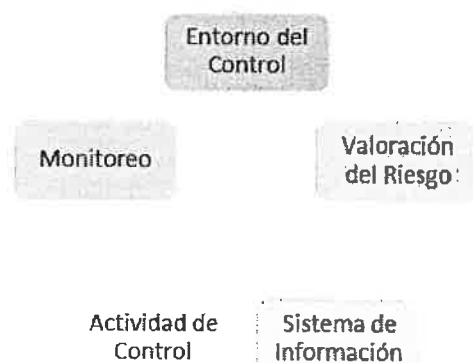 Entorno del
Control
Monitoreo
Valoración
del Riesgo
Actividad de
Control
Sistema de
Información